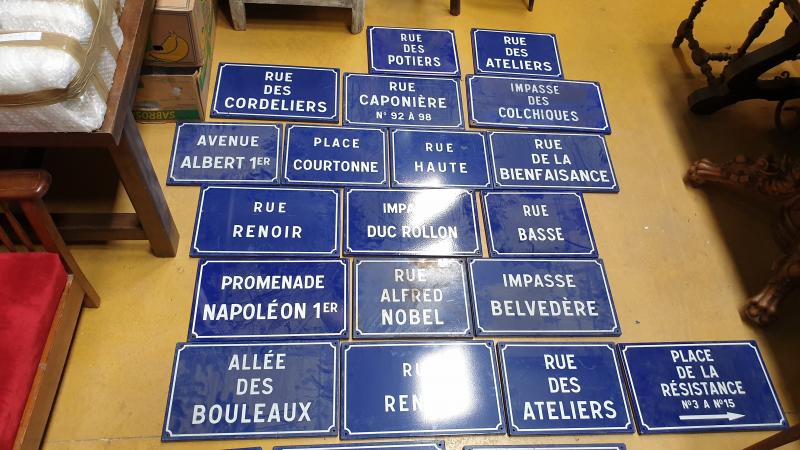 RUE
DES
POTIERS
RUE
DES
ATELIERS
RUE
DES
CORDELIERS
RUE
CAPONIÈRE
N° 92 À 98
IMPASSE
DES
COLCHIQUES
AVENUE
ALBERT 1ER
PLACE
COURTONNE
RUE
HAUTE
RUE
DE LA
BIENFAISANCE
RUE
RENOIR
DUC ROLLON
RUE
BASSE
PROMENADE
NAPOLÉON 1ER
RUE
ALFRED
NOBEL
IMPASSE
BELVEDÈRE
ALLÉE
DES
BOULEAUX
RUE
DES
ATELIERS
PLACE
DE LA
RÉSISTANCE
N°3 A N°15